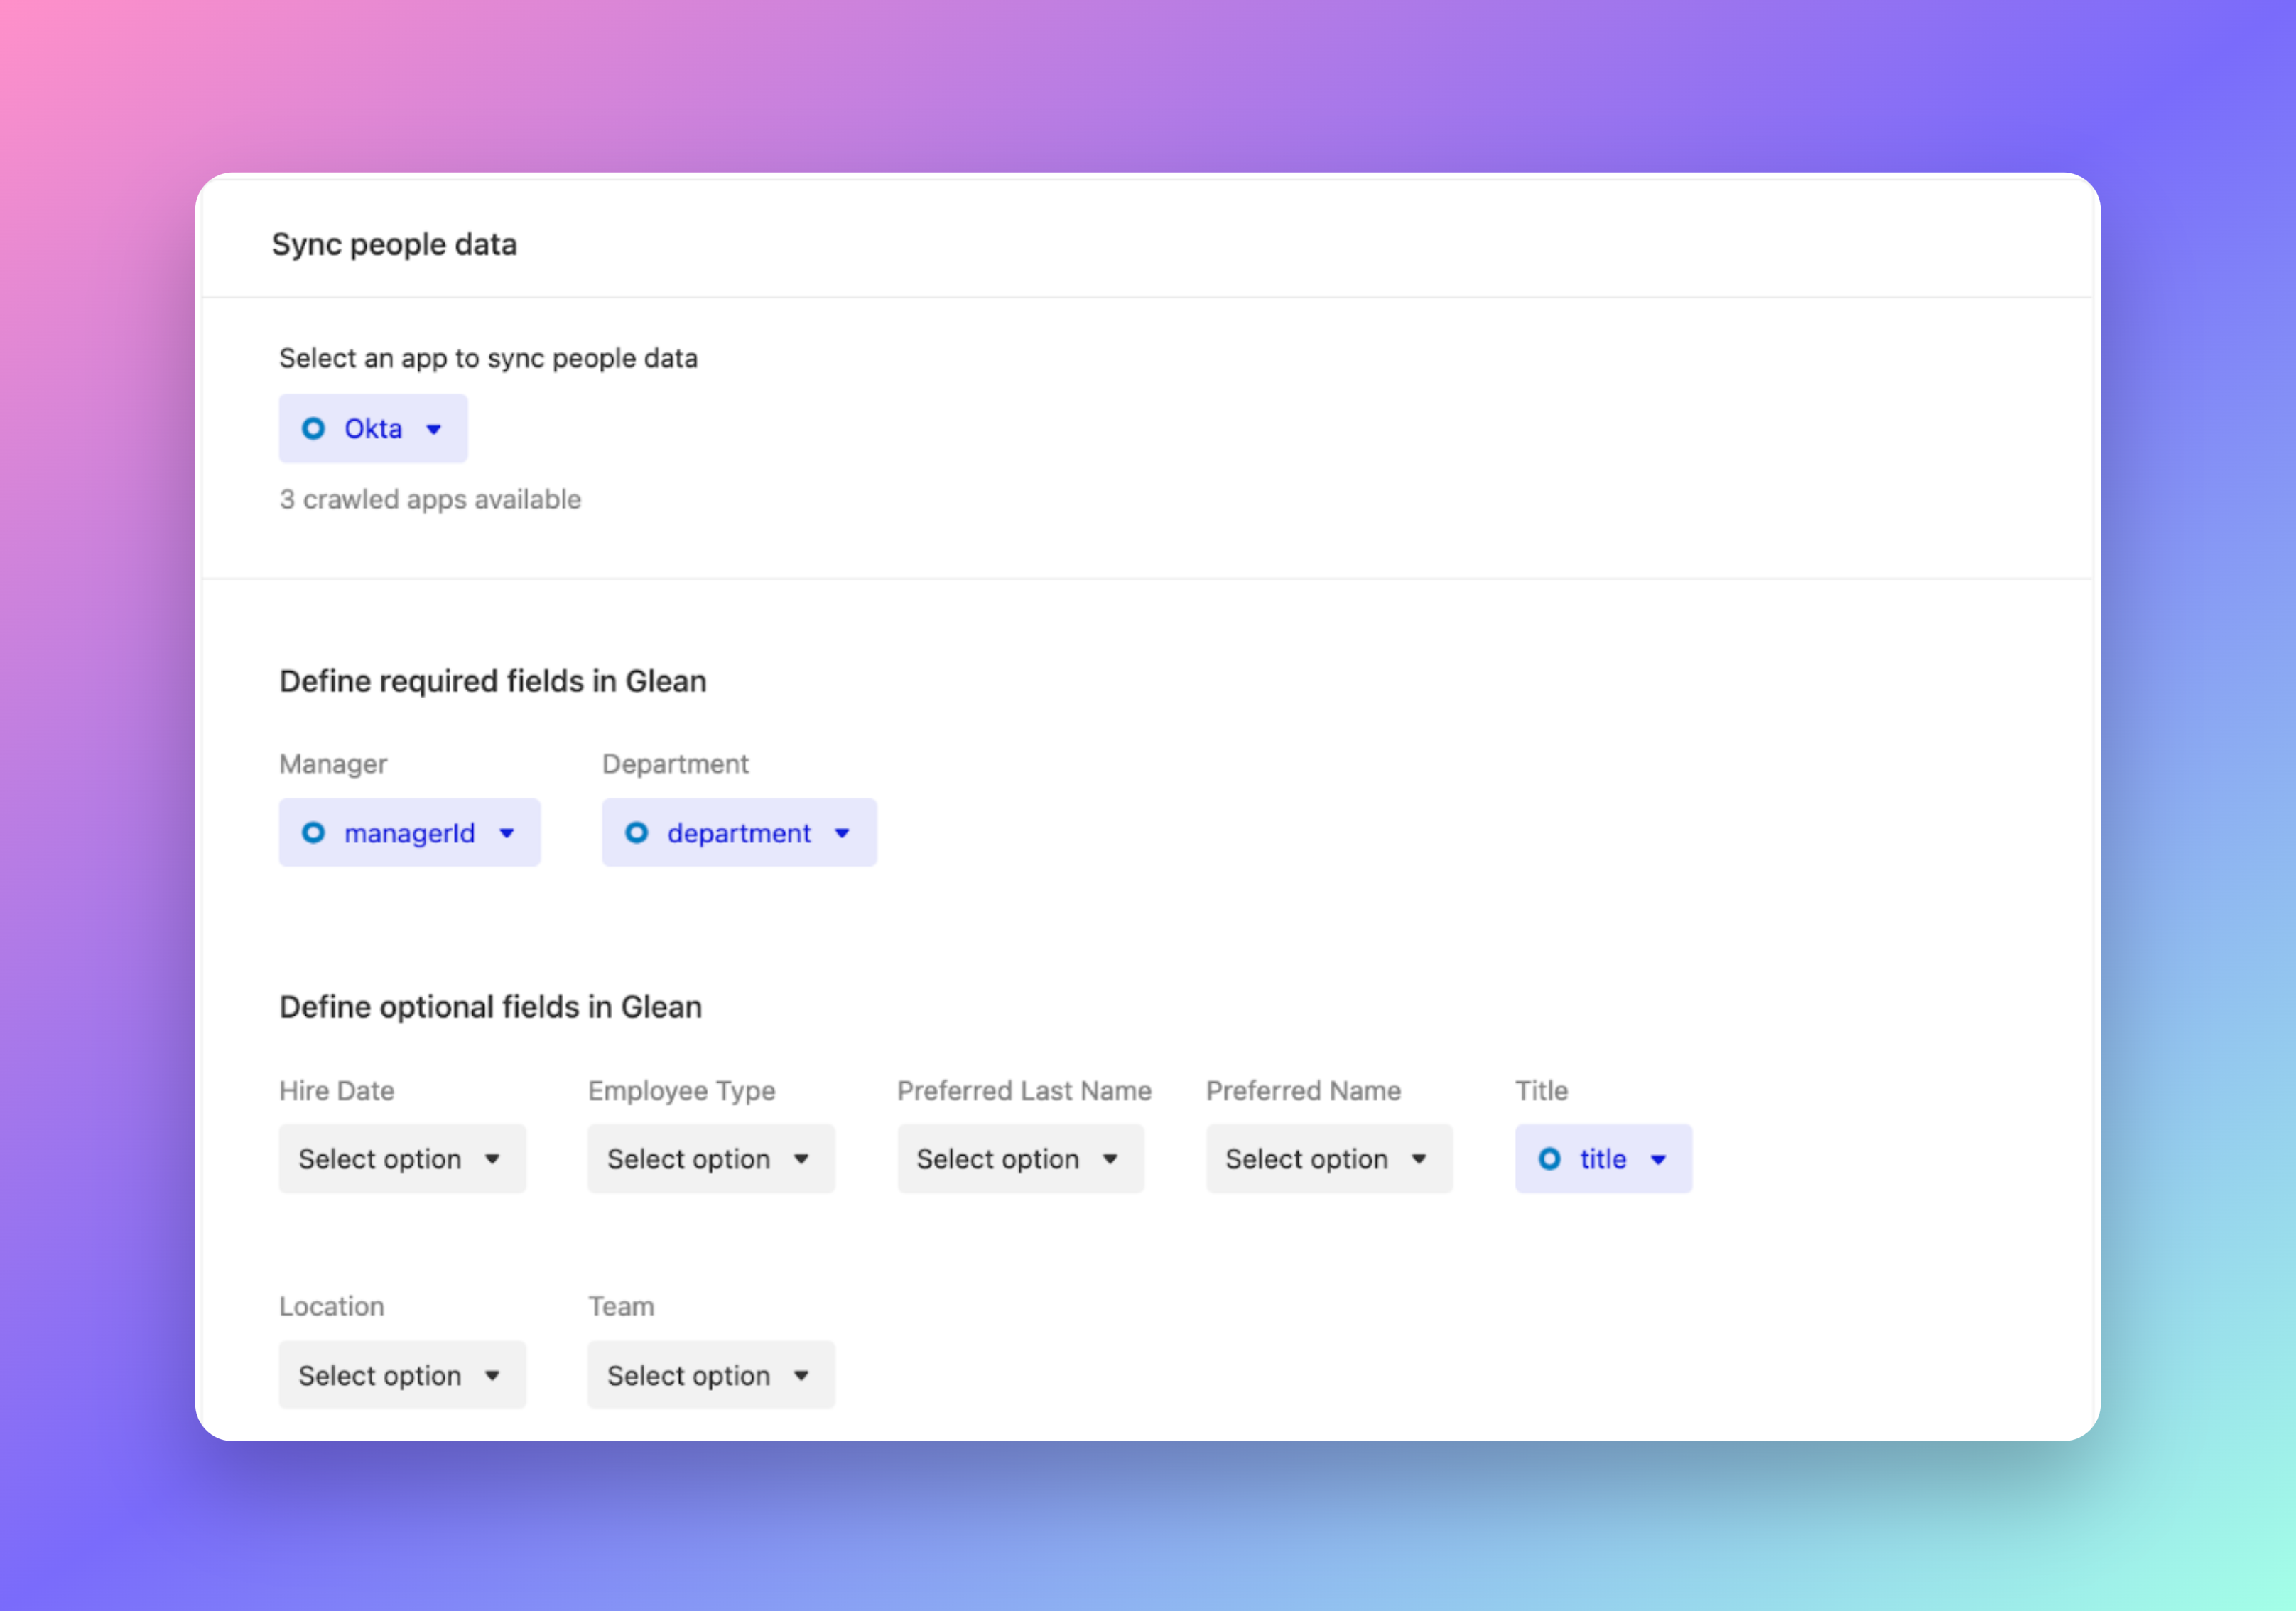 Sync people data
Select an app to sync people data
Okta
3 crawled apps available
Define required fields in Glean
Manager Department
managerId department
Define optional fields in Glean
Hire Date Employee Type Preferred Last Name Preferred Name Title
Select option Select option Select option Select option title
Location Team
Select option Select option